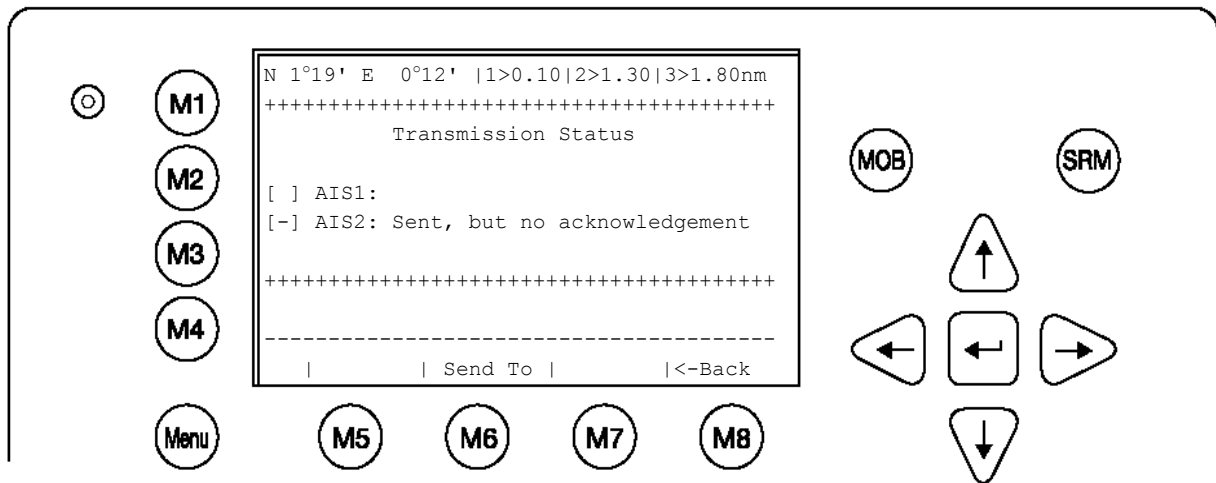 N 1°19' E  0°12' |1>0.10|2>1.30|3>1.80nm
++++++++++++++++++++++++++++++++++++++++
Transmission Status
[ ] AIS1:
[-] AIS2: Sent, but no acknowledgement
++++++++++++++++++++++++++++++++++++++++
----------------------------------------
|        | Send To |        |<-Back
M1
M2
M3
M4
Menu
M5
M6
M7
M8
MOB
SRM